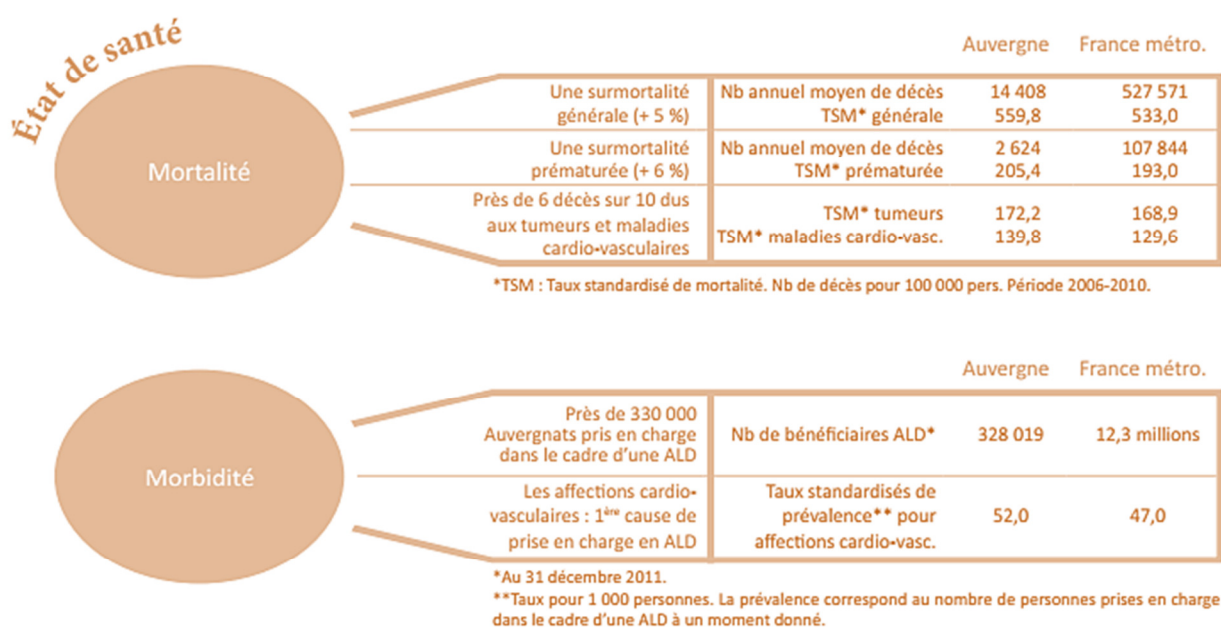 État de santé
Auvergne France métro.
Mortalité
Une surmortalité
générale (+ 5 %)
Nb annuel moyen de décès 14 408 527 571
TSM* générale 559,8 533,0
Une surmortalité
prématurée (+ 6 %)
Nb annuel moyen de décès 2 624 107 844
TSM* prématurée 205,4 193,0
Près de 6 décès sur 10 dus
aux tumeurs et maladies
cardio-vasculaires
TSM* tumeurs 172,2 168,9
TSM* maladies cardio-vasc. 139,8 129,6
*TSM : Taux standardisé de mortalité. Nb de décès pour 100 000 pers. Période 2006-2010.
Auvergne France métro.
Morbidité
Près de 330 000
Auvergnats pris en charge
dans le cadre d'une ALD
Nb de bénéficiaires ALD* 328 019 12,3 millions
Les affections cardio-
vasculaires : 1ère cause de
prise en charge en ALD
Taux standardisés de
prévalence** pour
affections cardio-vasc.
52,0 47,0
*Au 31 décembre 2011.
**Taux pour 1 000 personnes. La prévalence correspond au nombre de personnes prises en charge
dans le cadre d'une ALD à un moment donné.